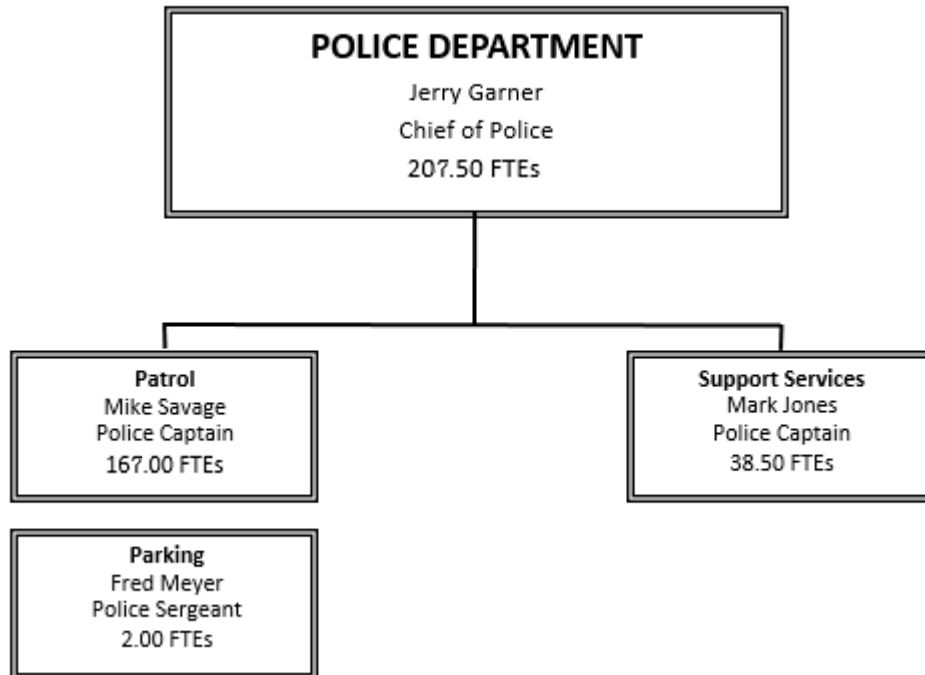 POLICE DEPARTMENT
Jerry Garner
Chief of Police
207.50 FTEs
Patrol
Mike Savage
Police Captain
167.00 FTEs
Support Services
Mark Jones
Police Captain
38.50 FTEs
Parking
Fred Meyer
Police Sergeant
2.00 FTEs